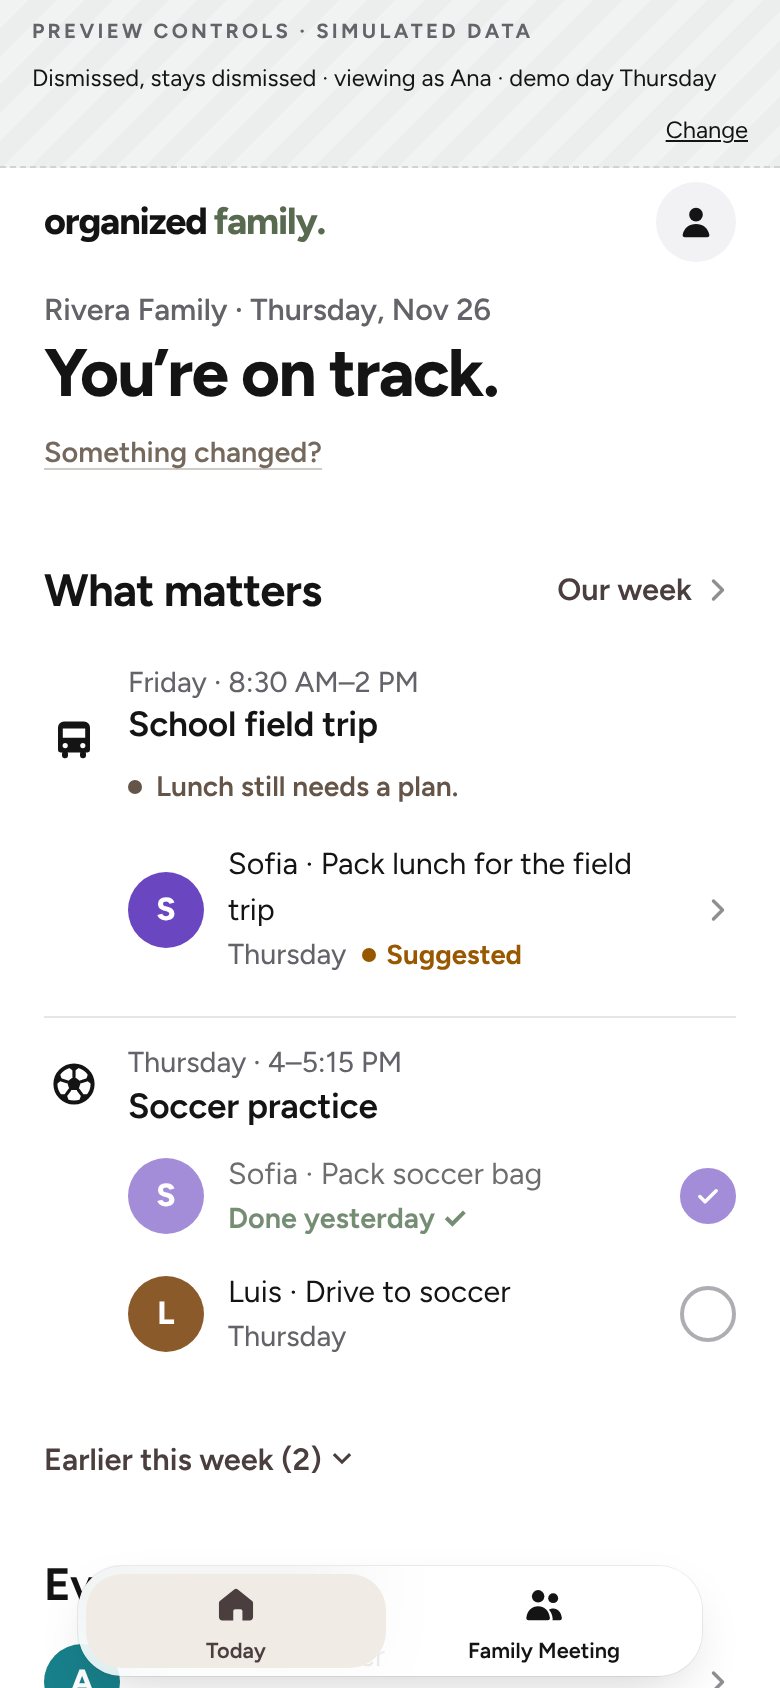 PREVIEW CONTROLS · SIMULATED DATA
Dismissed, stays dismissed · viewing as Ana · demo day Thursday
Change
organized family.
Rivera Family · Thursday, Nov 26
You’re on track.
Something changed?
What matters
Our week
Friday · 8:30 AM–2 PM
School field trip
Lunch still needs a plan.
S
Sofia · Pack lunch for the field
trip
Thursday
Suggested
Thursday · 4–5:15 PM
Soccer practice
S
Sofia · Pack soccer bag
Done yesterday
L
Luis · Drive to soccer
Thursday
Earlier this week (2)
A
Today
Family Meeting